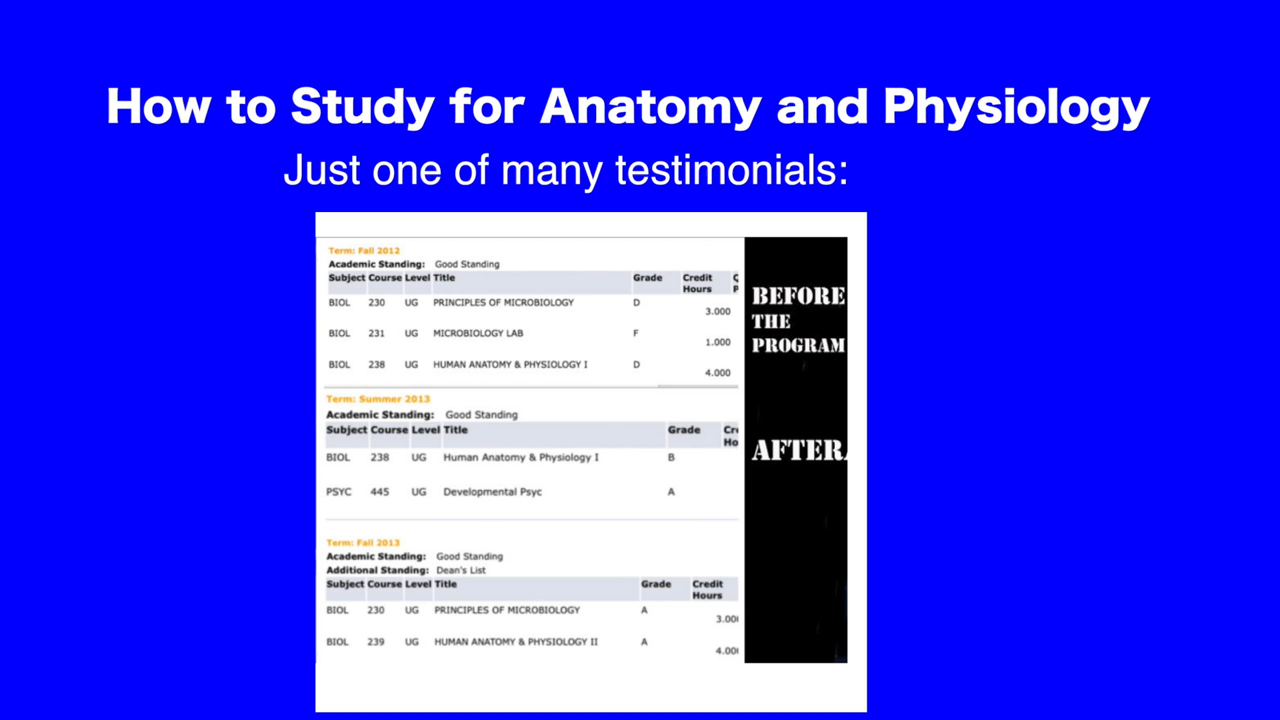 How to Study for Anatomy and Physiology
Just one of many testimonials:
Term: Fall 2012
Academic Standing: Good Standing
Subject Course Level Title Grade Credit Hours
BIOL 230 UG PRINCIPLES OF MICROBIOLOGY D 3.000
BIOL 231 UG MICROBIOLOGY LAB F 1.000
BIOL 238 UG HUMAN ANATOMY & PHYSIOLOGY I D 4.000
BEFORE
THE
PROGRAM
Term: Summer 2013
Academic Standing: Good Standing
Subject Course Level Title Grade
BIOL 238 UG Human Anatomy & Physiology I B
PSYC 445 UG Developmental Psyc A
AFTER
Term: Fall 2013
Academic Standing: Good Standing
Additional Standing: Dean's List
Subject Course Level Title Grade Credit Hours
BIOL 230 UG PRINCIPLES OF MICROBIOLOGY A 3.00
BIOL 239 UG HUMAN ANATOMY & PHYSIOLOGY II A 4.00